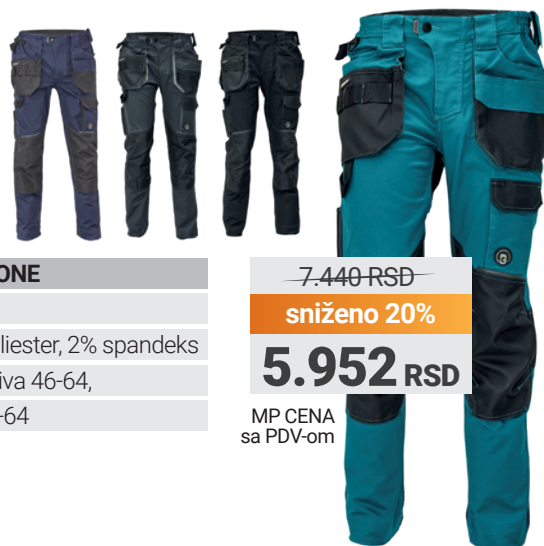 ONE
liester, 2% spandeks
iva 46-64,
-64
7.440 RSD
sniženo 20%
5.952 RSD
MP CENA
sa PDV-om